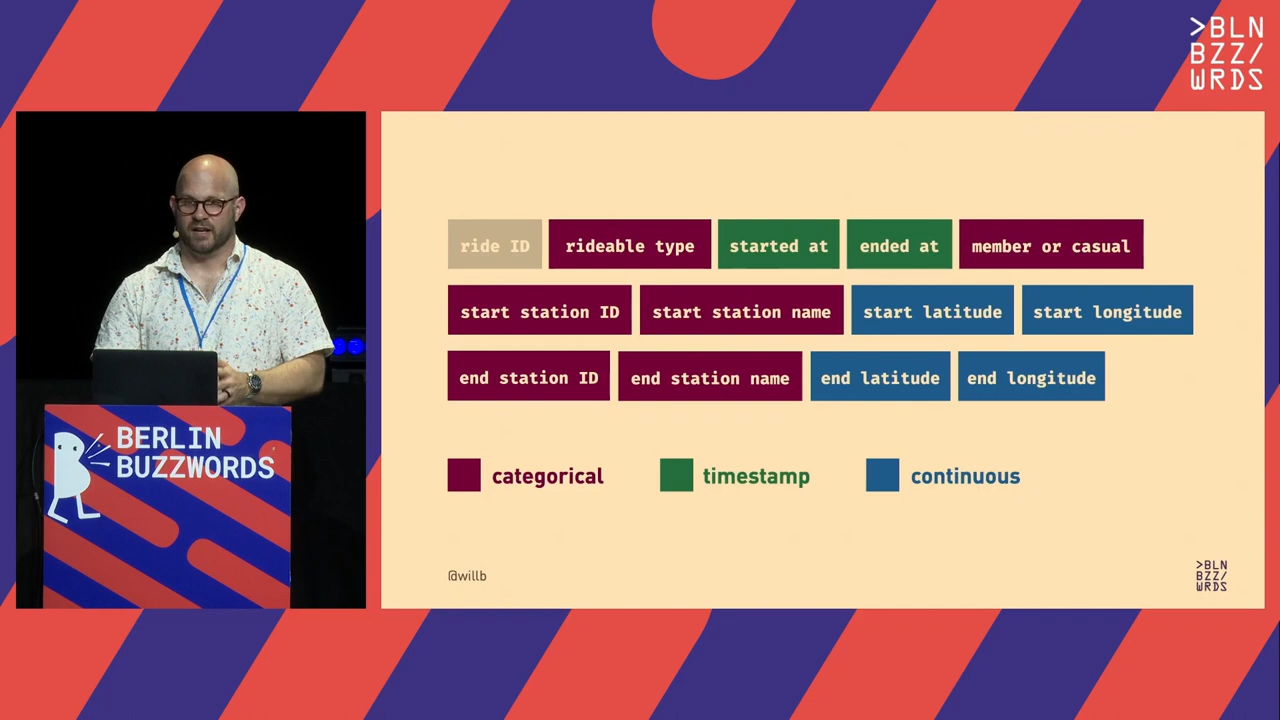 >BLN
BZZ/
WRDS
ride ID rideable type started at ended at member or casual
start station ID start station name start latitude start longitude
end station ID end station name end latitude end longitude
categorical timestamp continuous
@willb
>BLN
BZZ/
WRDS
BERLIN
BUZZWORDS